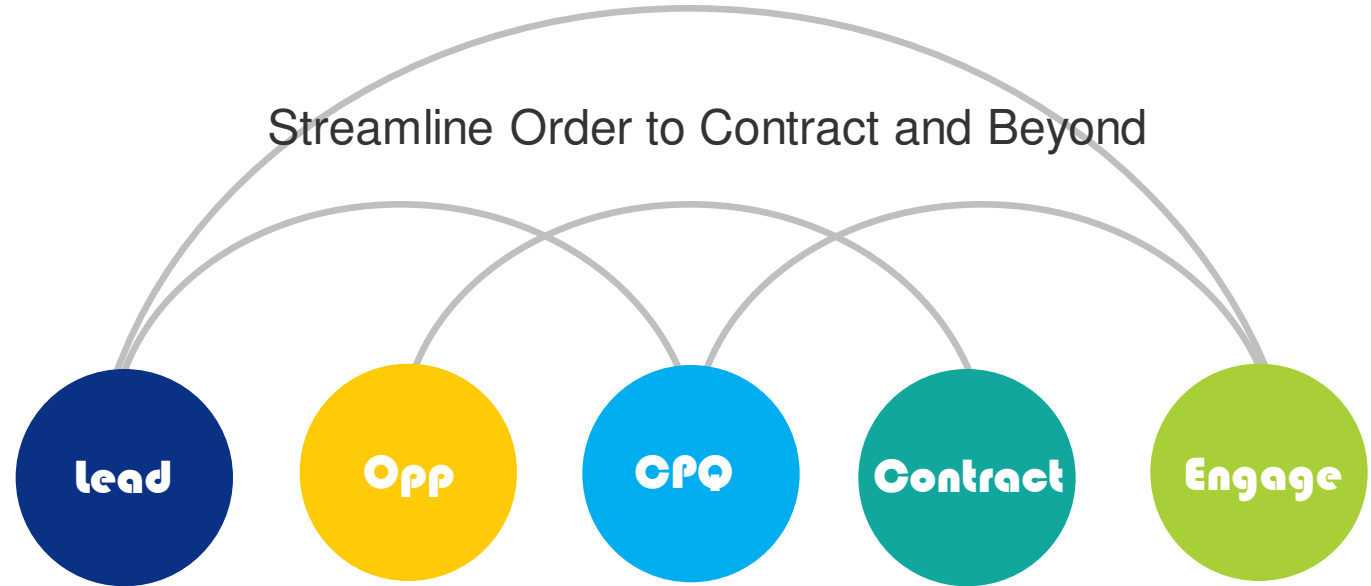 Streamline Order to Contract and Beyond
Lead
Opp
CPQ
Contract
Engage